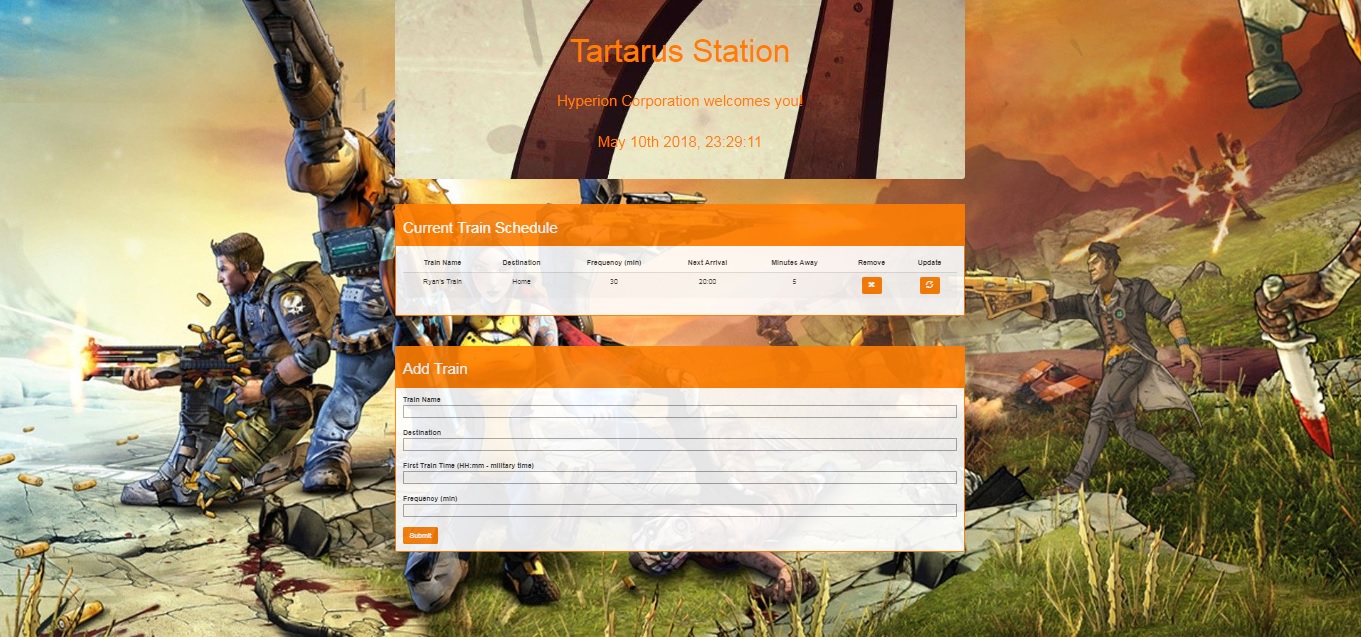 Tartarus Station
Hyperion Corporation welcomes you!
May 10th 2018, 23:29:11
Current Train Schedule
Train Name Destination Frequency (min) Next Arrival Minutes Away Remove Update
Ryan's Train Home 30 20:00 5
Add Train
Train Name
Destination
First Train Time (HH:mm - military time)
Frequency (min)
Submit